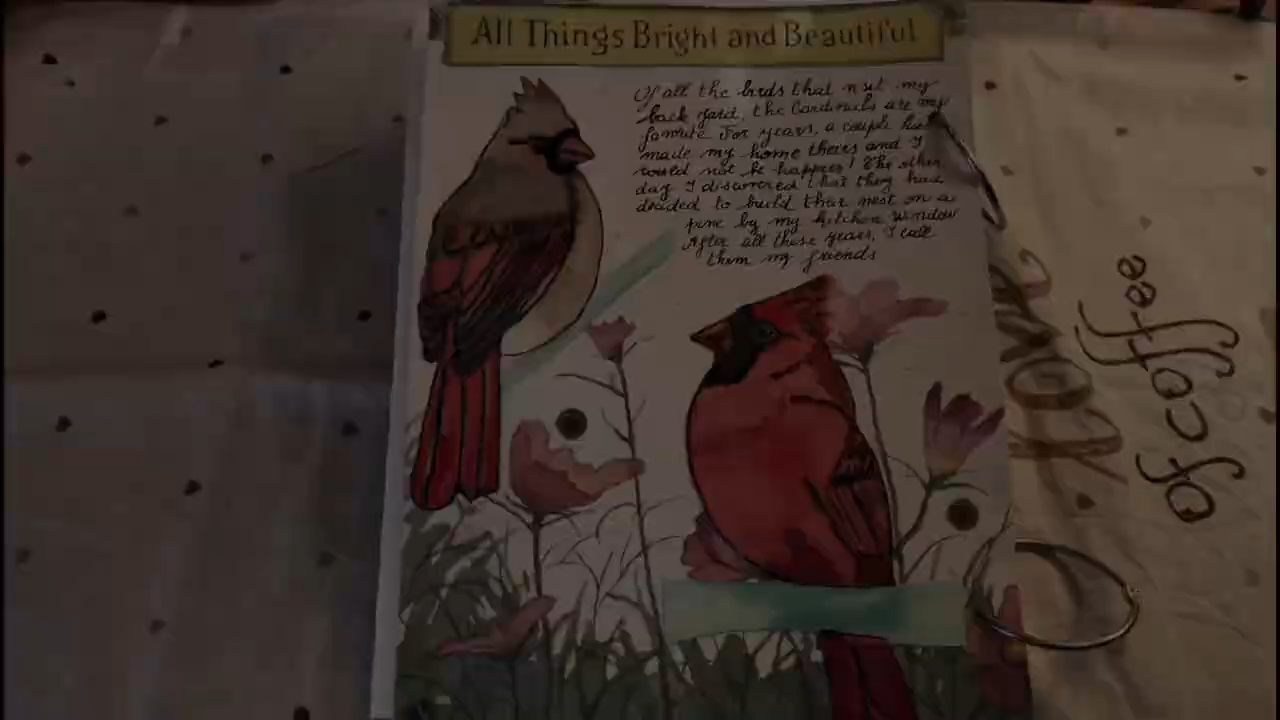 All Things Bright and Beautiful
Of all the birds that visit my
back yard, the Cardinals are my
favorite For years, a couple has
made my home theirs and I
would not be happier! The other
day I discovered that they have
decided to build their nest on a
pine by my kitchen window
After all these years, I call
them my friends
of coffee